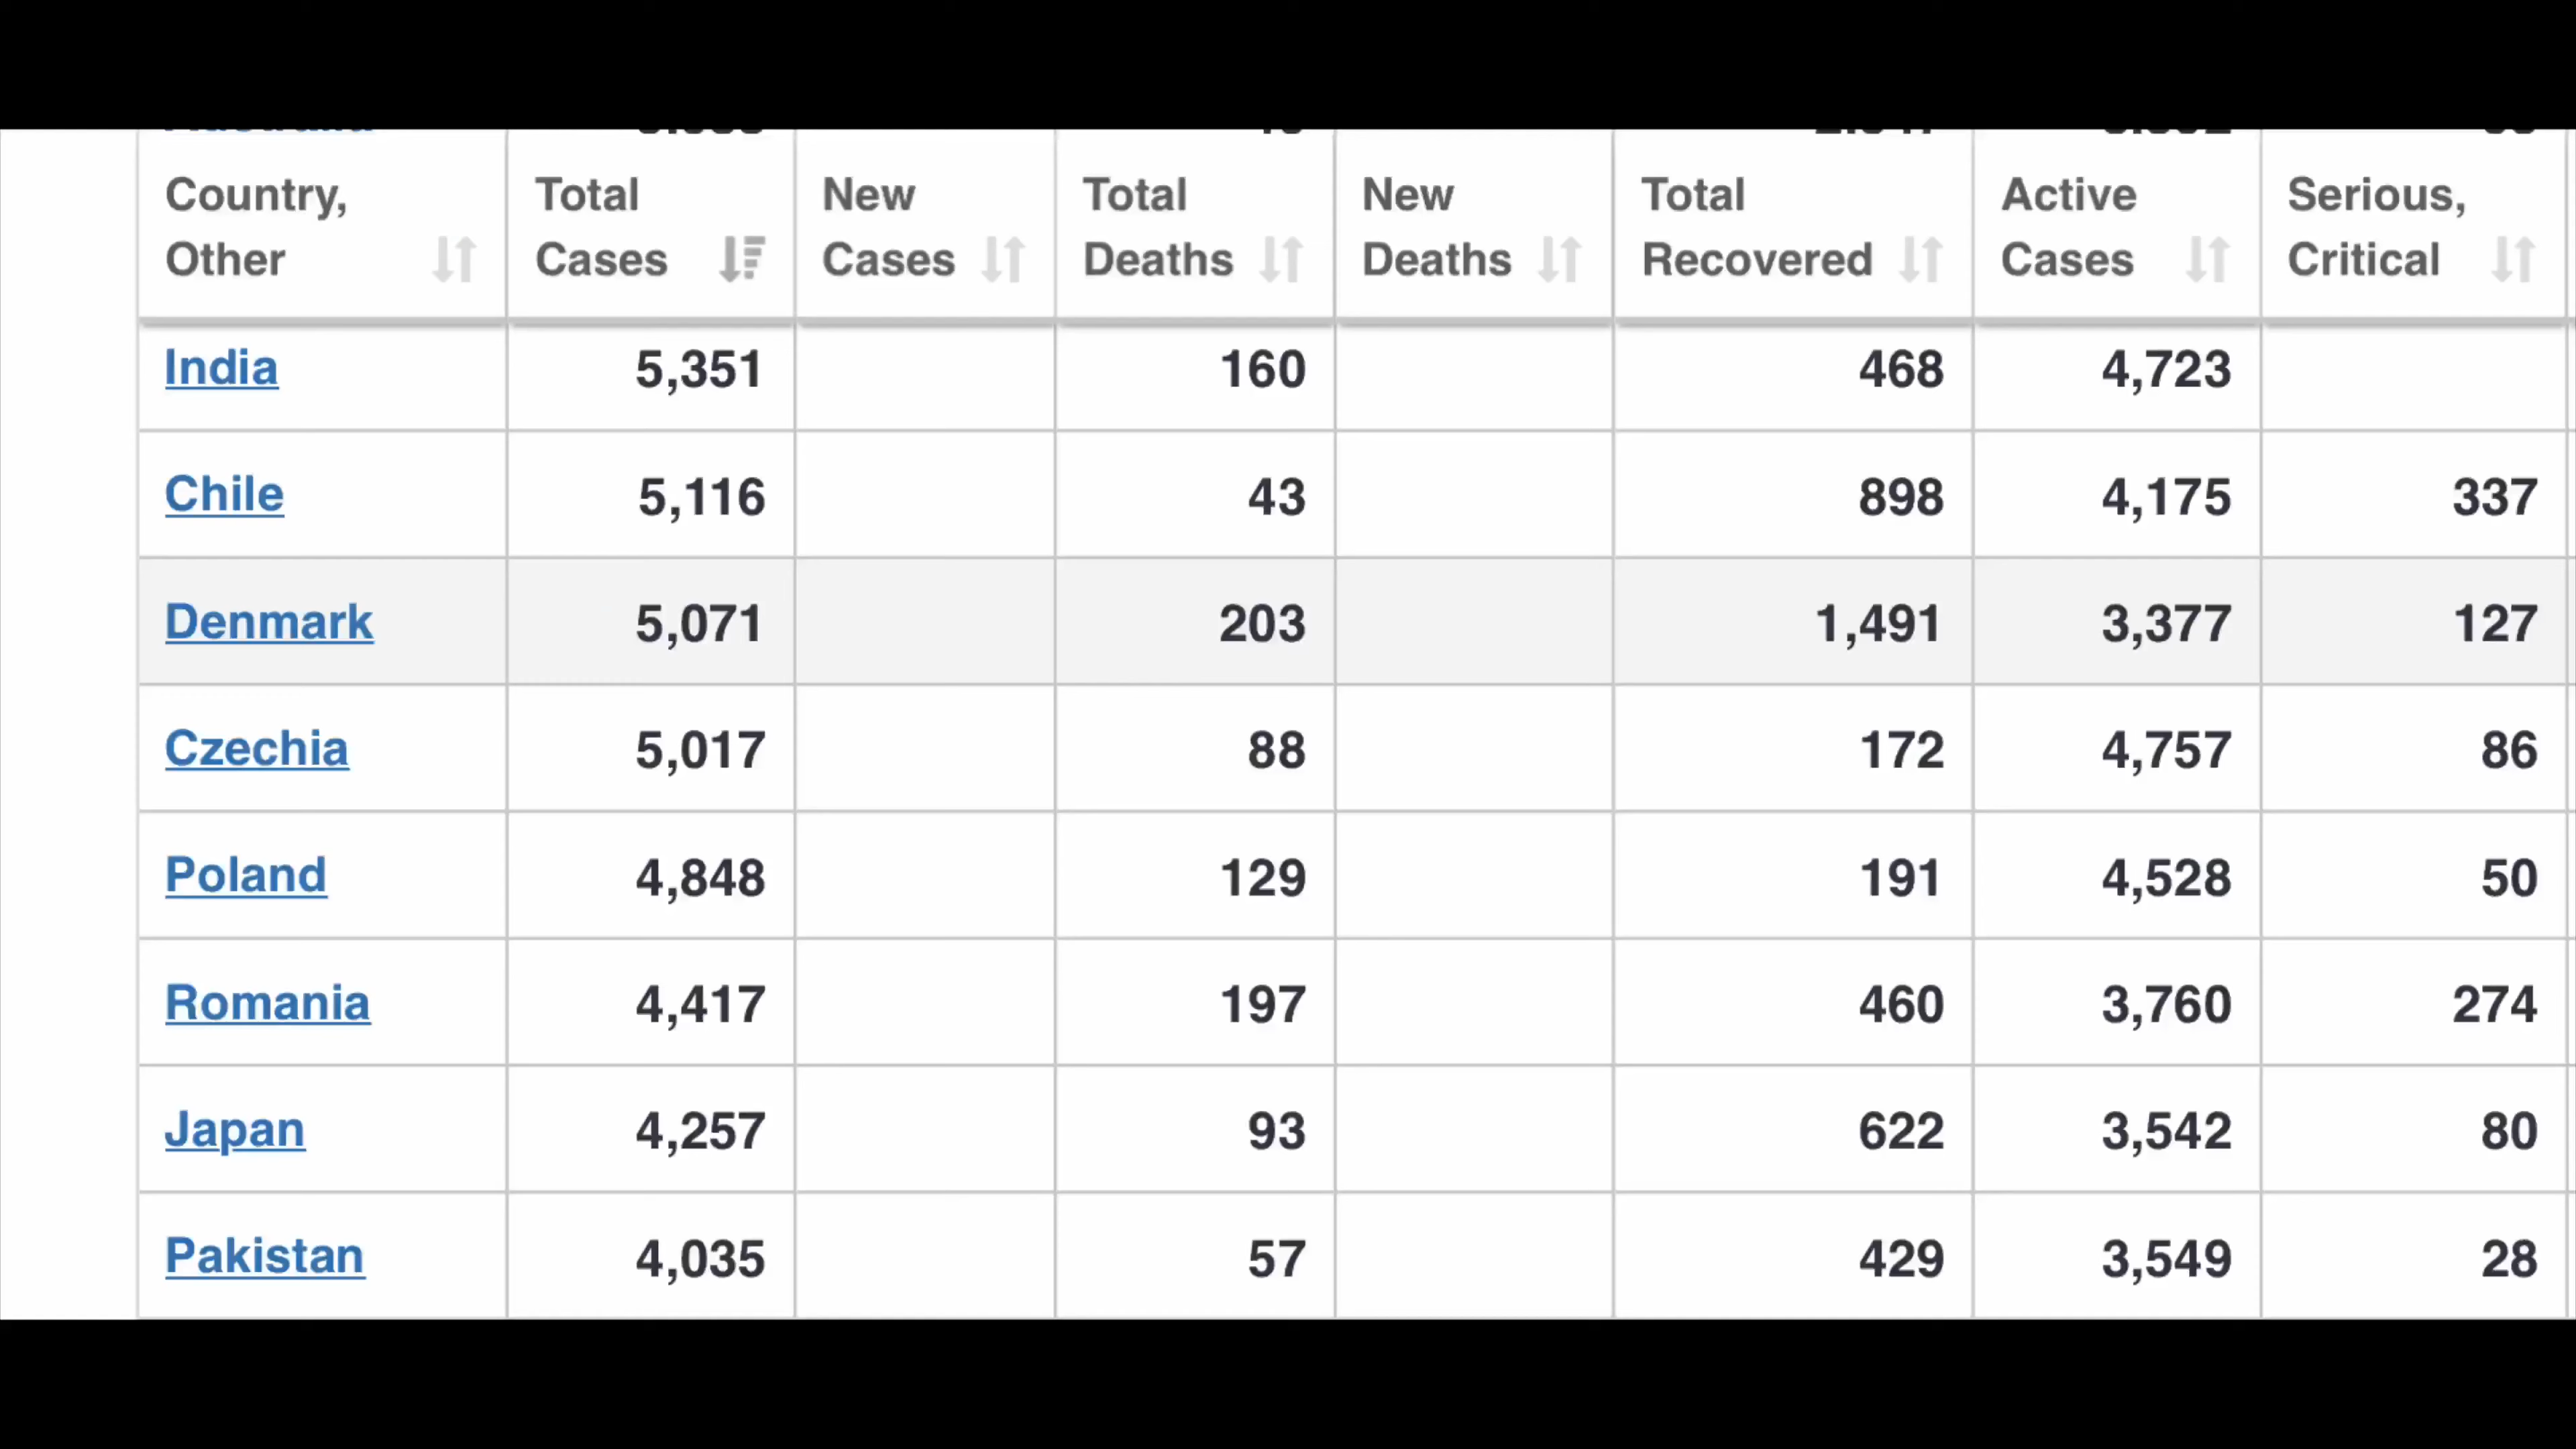 Country, Other Total Cases New Cases Total Deaths New Deaths Total Recovered Active Cases Serious, Critical
India 5,351 160 468 4,723
Chile 5,116 43 898 4,175 337
Denmark 5,071 203 1,491 3,377 127
Czechia 5,017 88 172 4,757 86
Poland 4,848 129 191 4,528 50
Romania 4,417 197 460 3,760 274
Japan 4,257 93 622 3,542 80
Pakistan 4,035 57 429 3,549 28